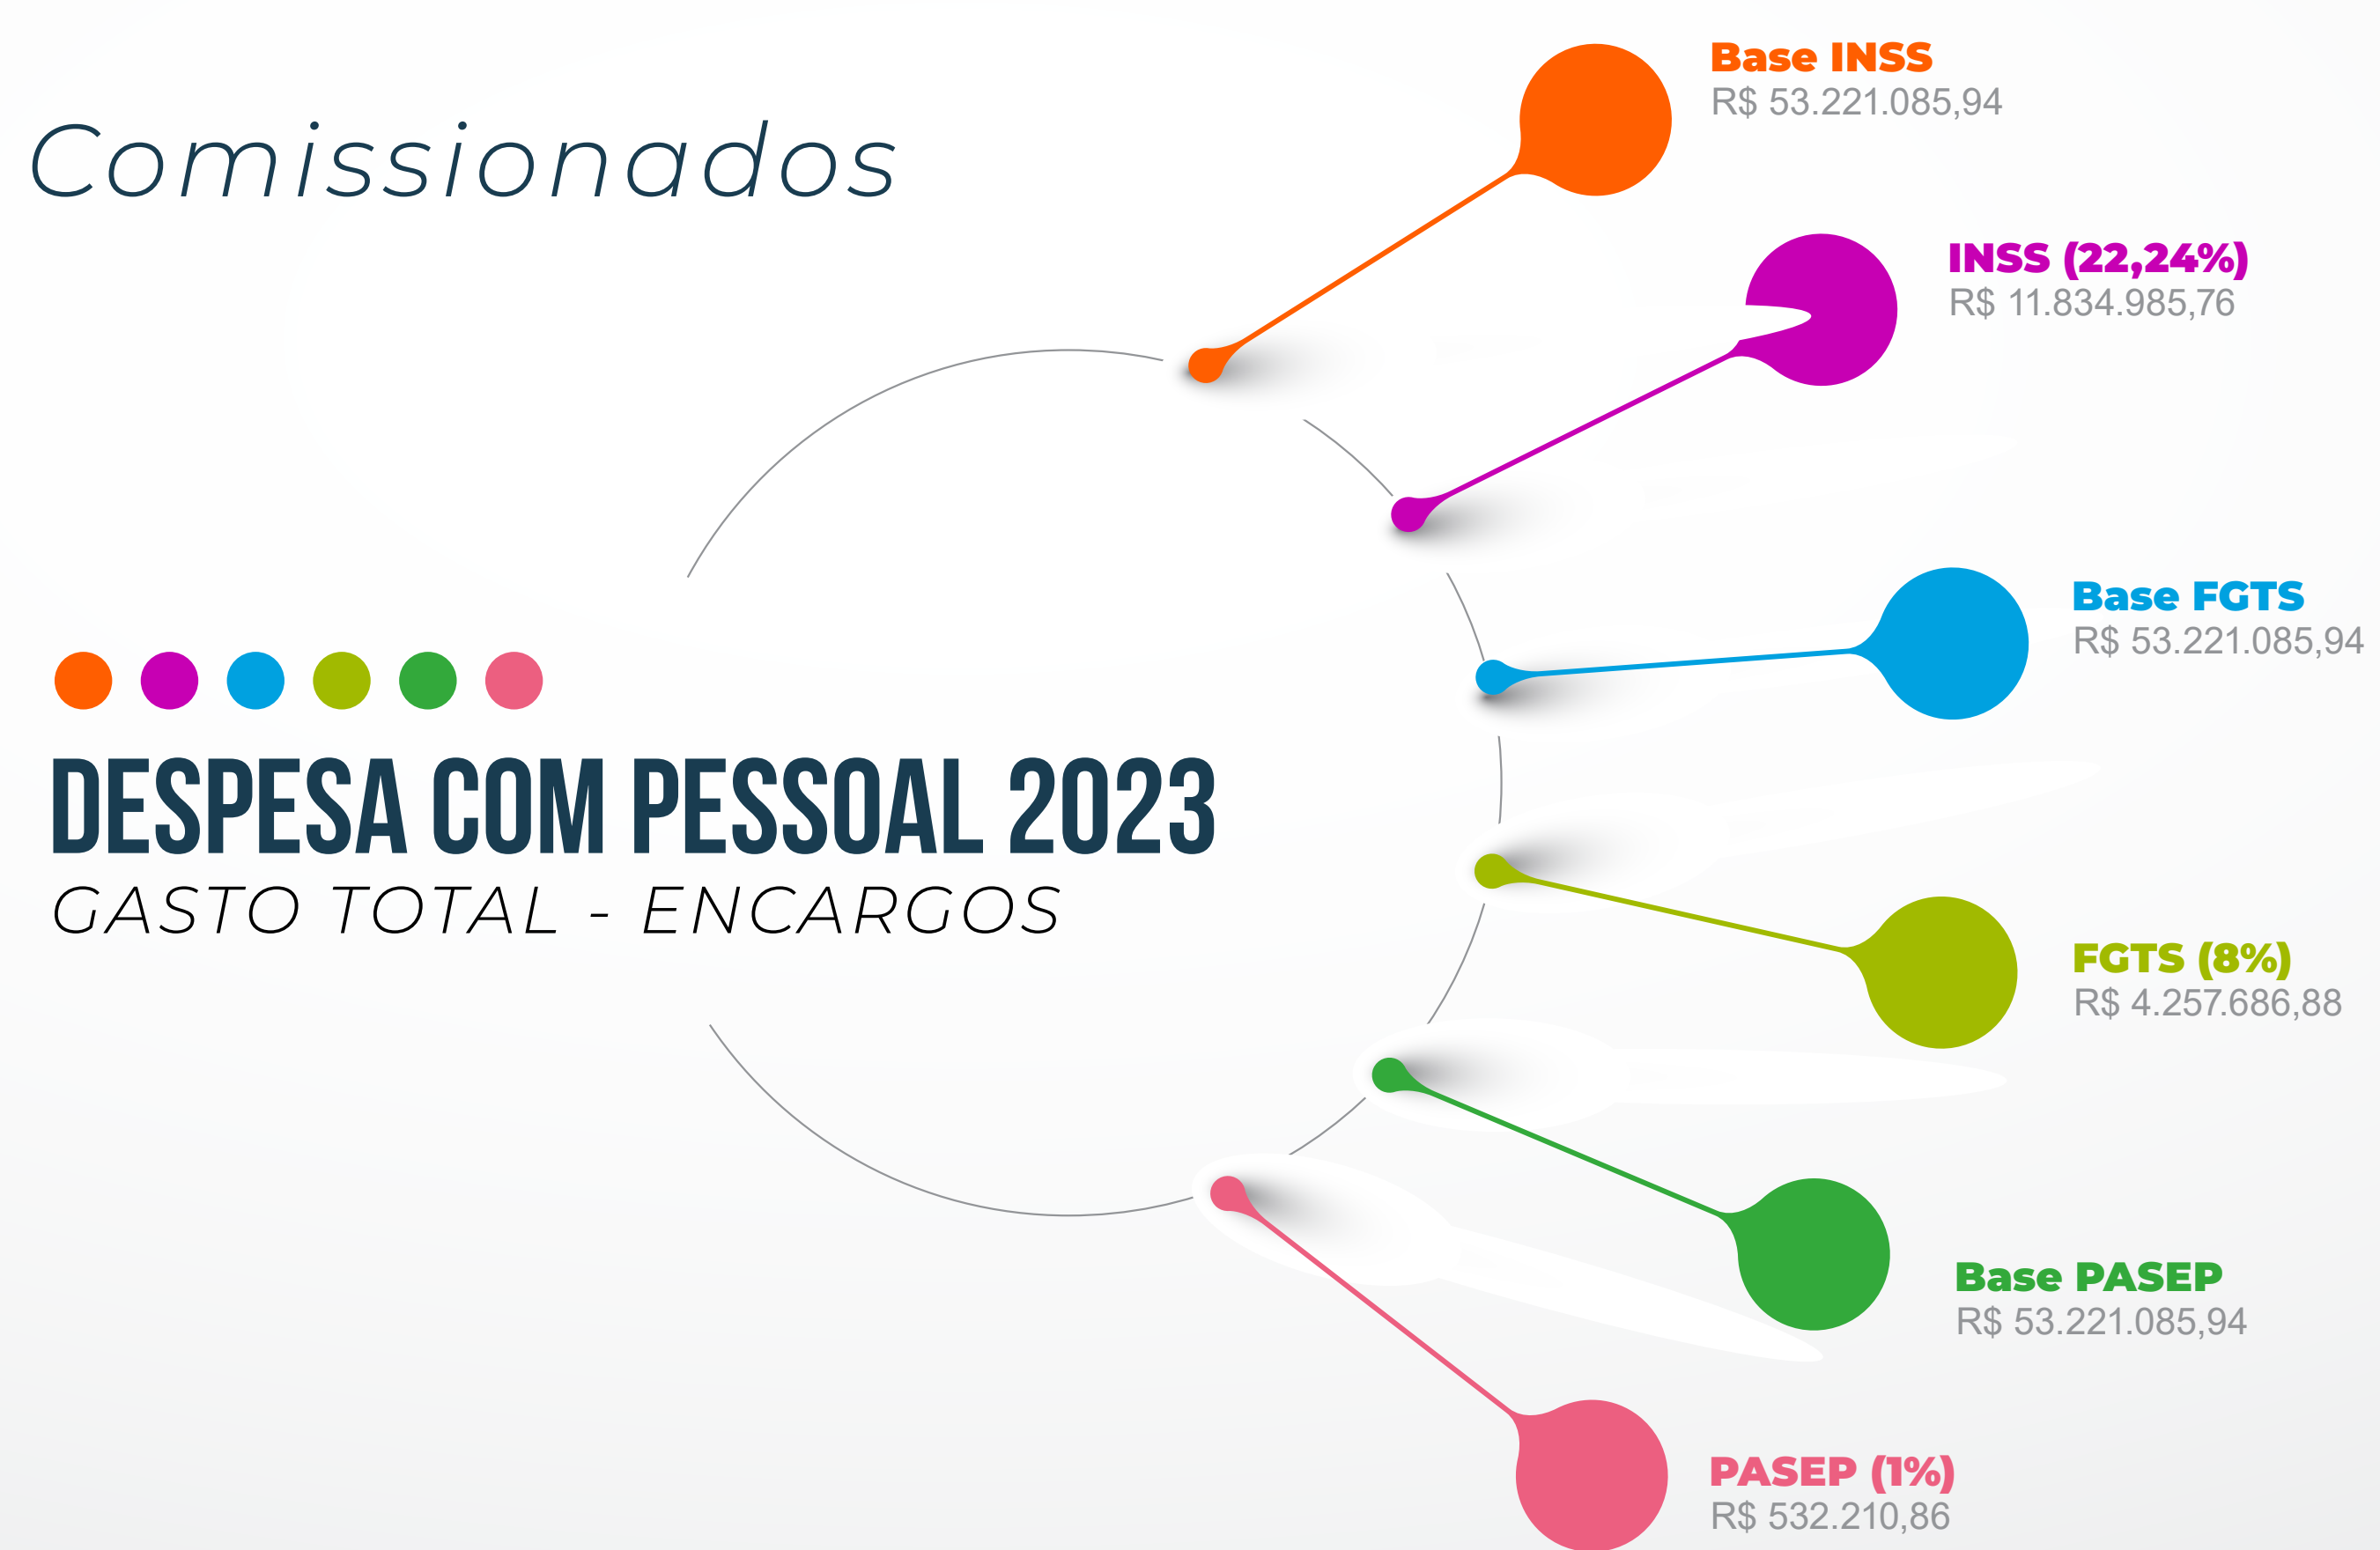 Comissionados
DESPESA COM PESSOAL 2023
GASTO TOTAL - ENCARGOS
Base INSS
R$ 53.221.085,94
INSS (22,24%)
R$ 11.834.985,76
Base FGTS
R$ 53.221.085,94
FGTS (8%)
R$ 4.257.686,88
Base PASEP
R$ 53.221.085,94
PASEP (1%)
R$ 532.210,86